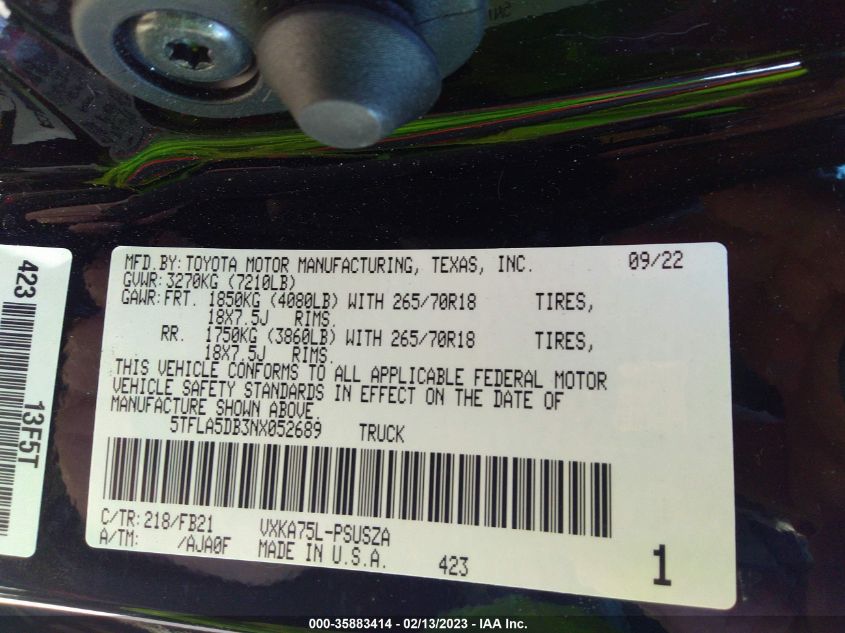 MFD.BY: TOYOTA MOTOR MANUFACTURING, TEXAS, INC. 09/22
GVWR: 3270KG (7210LB)
GAWR: FRT. 1850KG (4080LB) WITH 265/70R18 TIRES,
18X7.5J RIMS.
RR. 1750KG (3860LB) WITH 265/70R18 TIRES,
18X7.5J RIMS.
THIS VEHICLE CONFORMS TO ALL APPLICABLE FEDERAL MOTOR
VEHICLE SAFETY STANDARDS IN EFFECT ON THE DATE OF
MANUFACTURE SHOWN ABOVE.
5TFLA5DB3NX052689 TRUCK
C/TR: 218/FB21 VXKA75L-PSUSZA
A/TM: /AJA0F MADE IN U.S.A. 423
1
423
13F5T
000-35883414 - 02/13/2023 - IAA Inc.